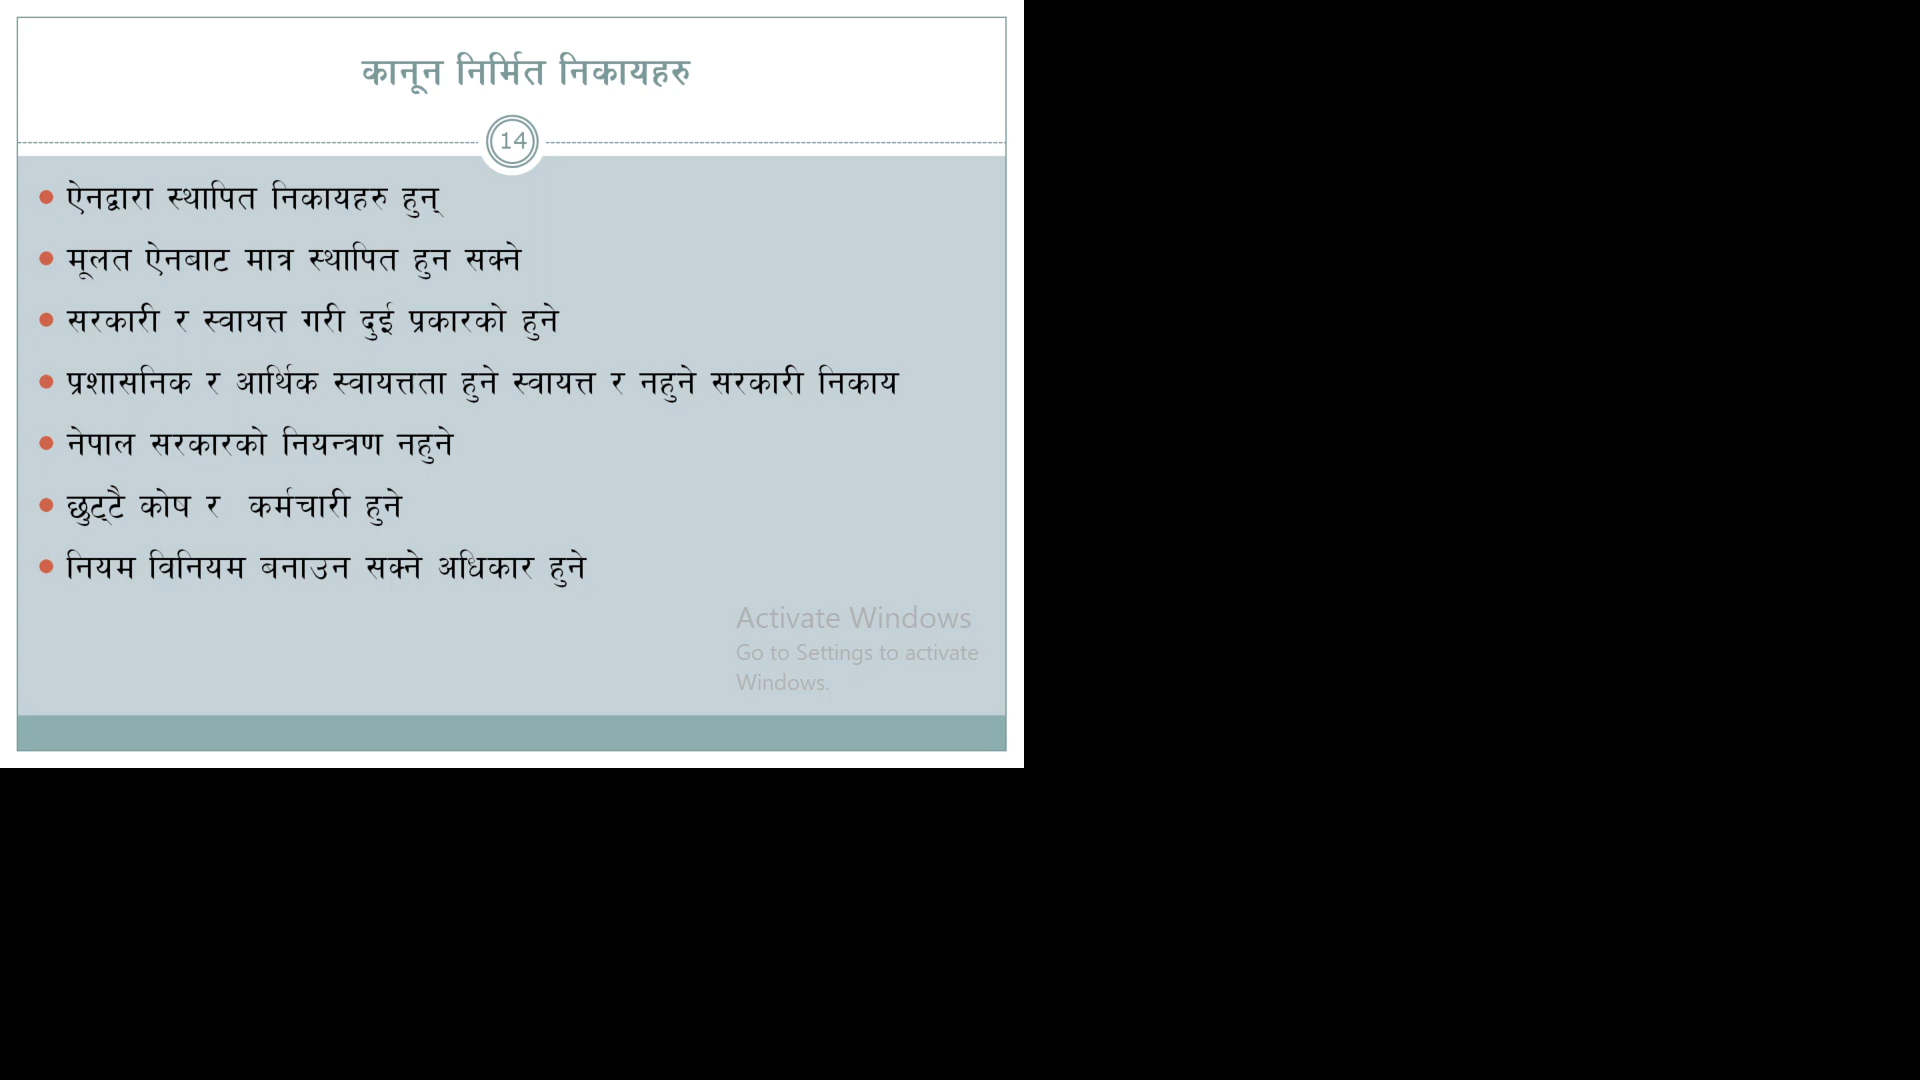 कानून निर्मित निकायहरु
14
ऐनद्वारा स्थापित निकायहरु हुन्
मूलत ऐनबाट मात्र स्थापित हुन सक्ने
सरकारी र स्वायत्त गरी दुई प्रकारको हुने
प्रशासनिक र आर्थिक स्वायत्तता हुने स्वायत्त र नहुने सरकारी निकाय
नेपाल सरकारको नियन्त्रण नहुने
छुट्टै कोष र कर्मचारी हुने
नियम विनियम बनाउन सक्ने अधिकार हुने
Activate Windows
Go to Settings to activate
Windows.